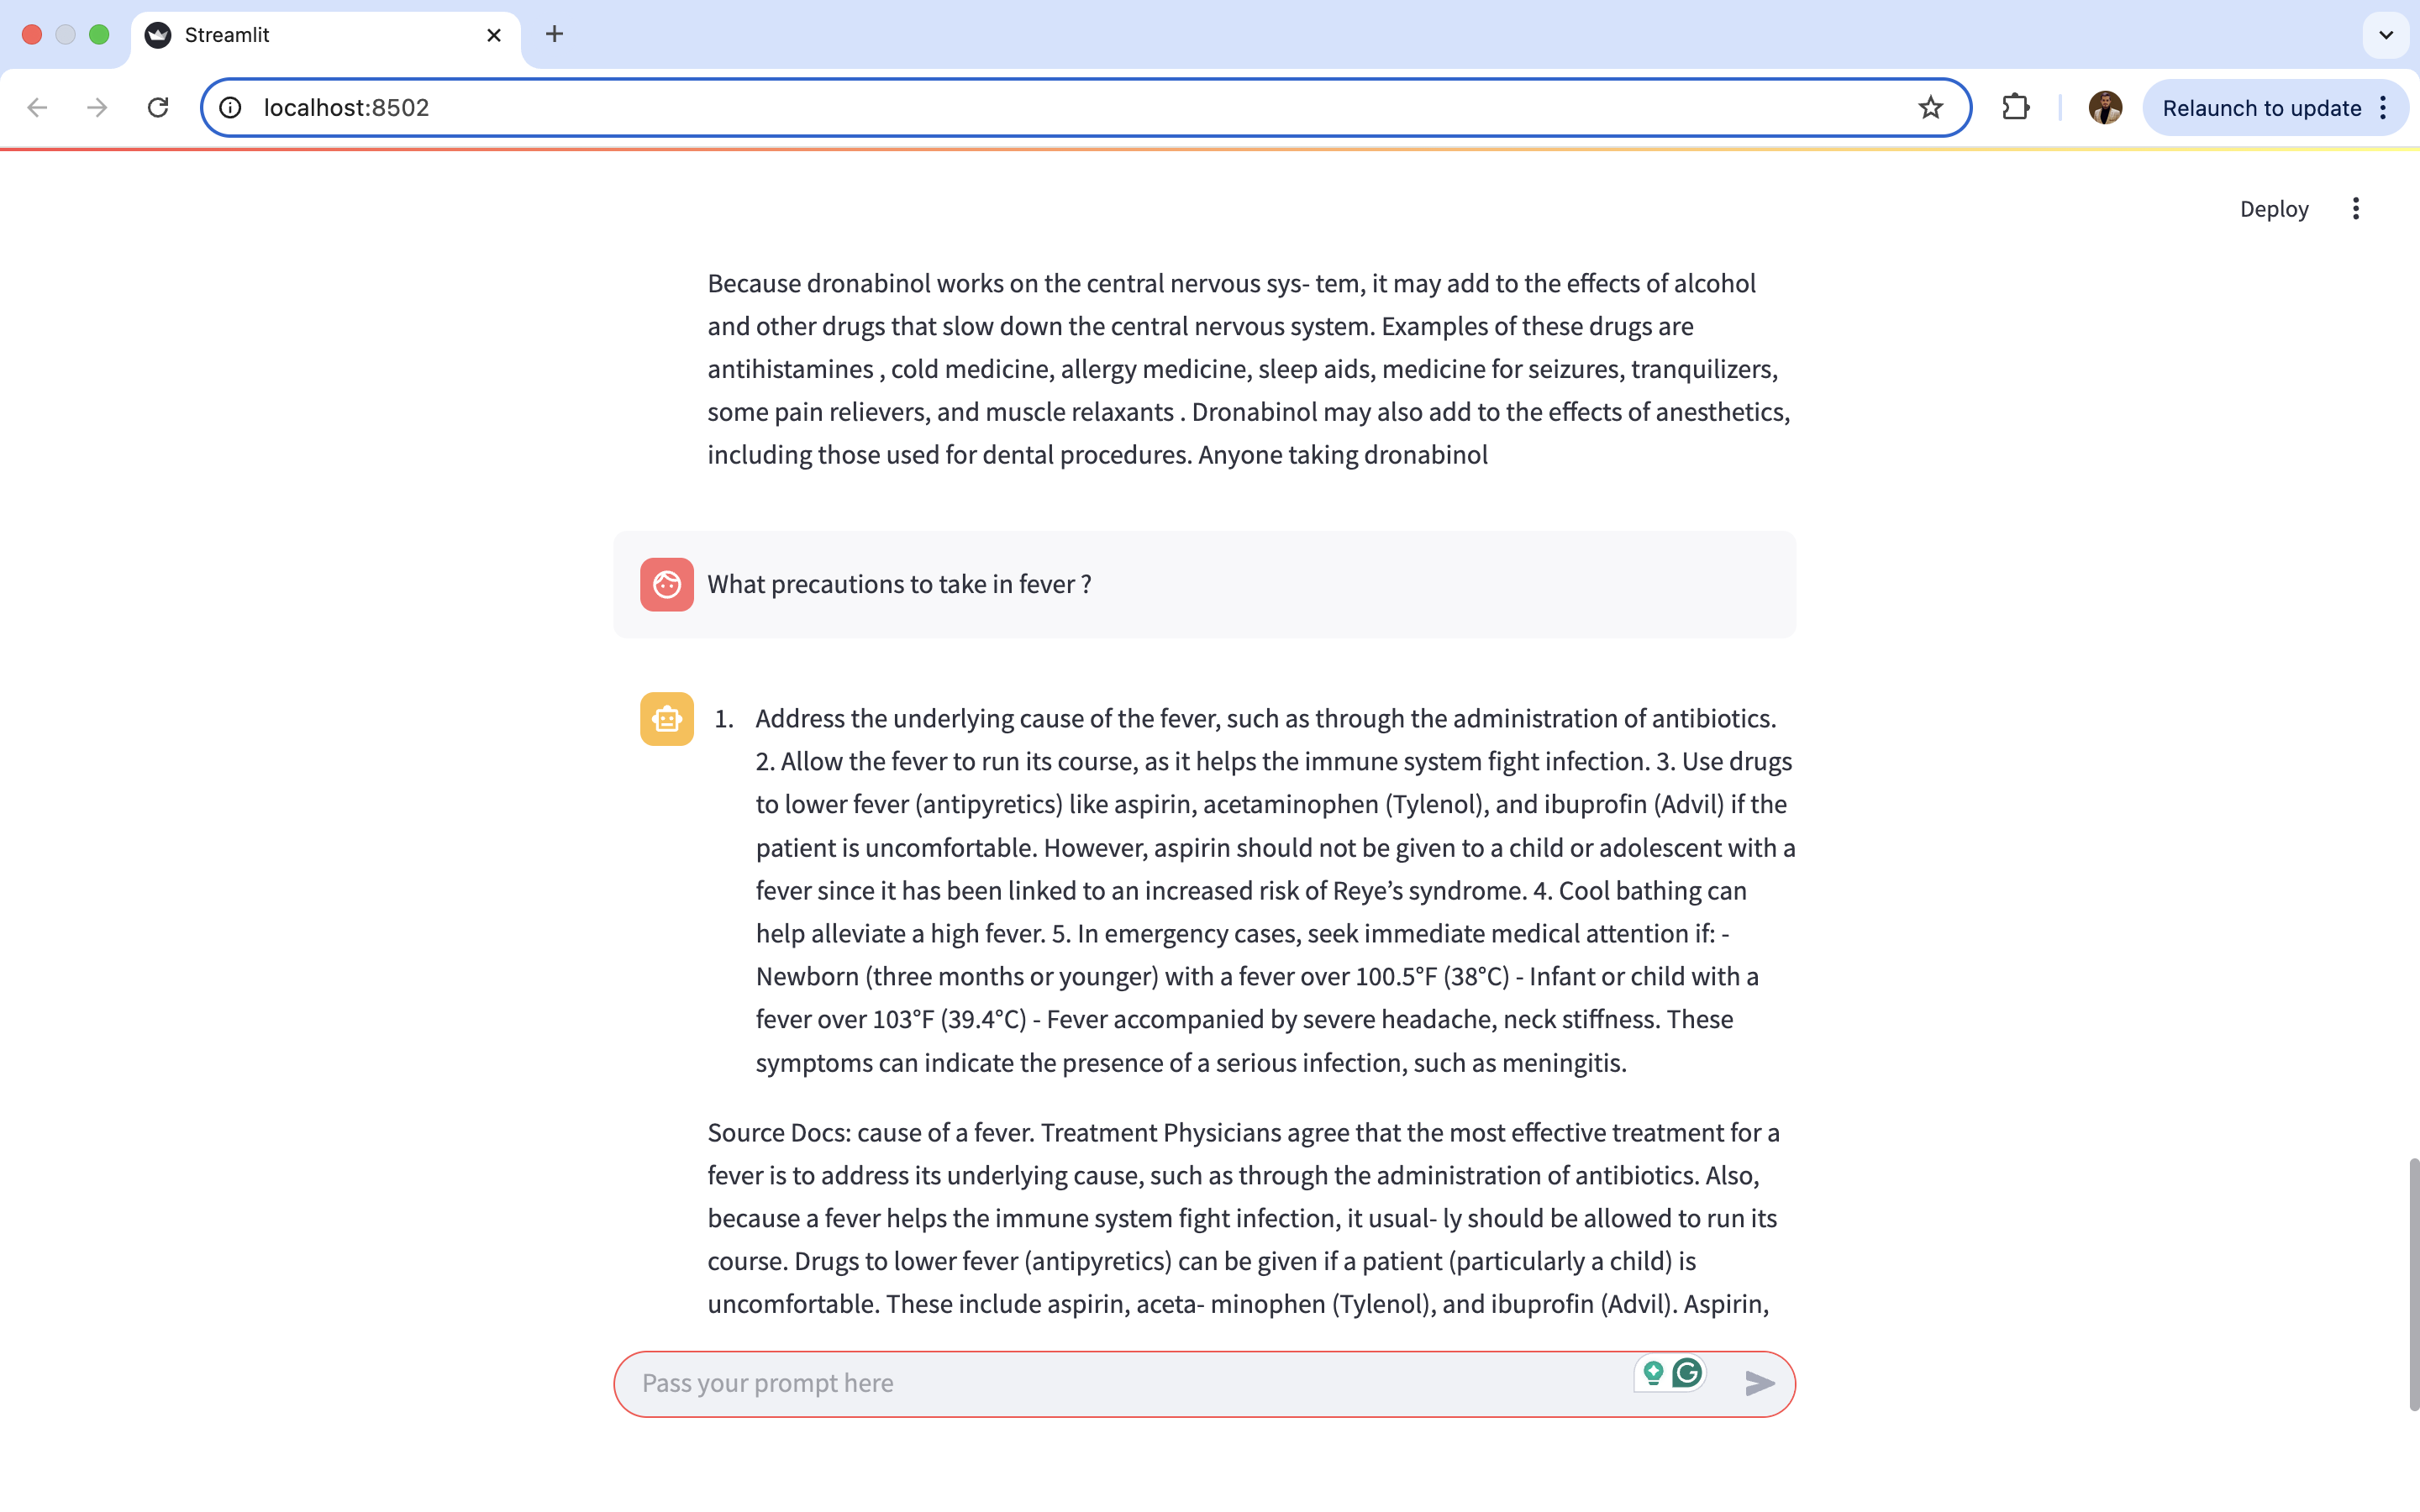 Streamlit
localhost:8502
Relaunch to update
Deploy
Because dronabinol works on the central nervous sys- tem, it may add to the effects of alcohol
and other drugs that slow down the central nervous system. Examples of these drugs are
antihistamines , cold medicine, allergy medicine, sleep aids, medicine for seizures, tranquilizers,
some pain relievers, and muscle relaxants . Dronabinol may also add to the effects of anesthetics,
including those used for dental procedures. Anyone taking dronabinol
What precautions to take in fever ?
1. Address the underlying cause of the fever, such as through the administration of antibiotics.
2. Allow the fever to run its course, as it helps the immune system fight infection. 3. Use drugs
to lower fever (antipyretics) like aspirin, acetaminophen (Tylenol), and ibuprofin (Advil) if the
patient is uncomfortable. However, aspirin should not be given to a child or adolescent with a
fever since it has been linked to an increased risk of Reye’s syndrome. 4. Cool bathing can
help alleviate a high fever. 5. In emergency cases, seek immediate medical attention if: -
Newborn (three months or younger) with a fever over 100.5°F (38°C) - Infant or child with a
fever over 103°F (39.4°C) - Fever accompanied by severe headache, neck stiffness. These
symptoms can indicate the presence of a serious infection, such as meningitis.
Source Docs: cause of a fever. Treatment Physicians agree that the most effective treatment for a
fever is to address its underlying cause, such as through the administration of antibiotics. Also,
because a fever helps the immune system fight infection, it usual- ly should be allowed to run its
course. Drugs to lower fever (antipyretics) can be given if a patient (particularly a child) is
uncomfortable. These include aspirin, aceta- minophen (Tylenol), and ibuprofin (Advil). Aspirin,
Pass your prompt here